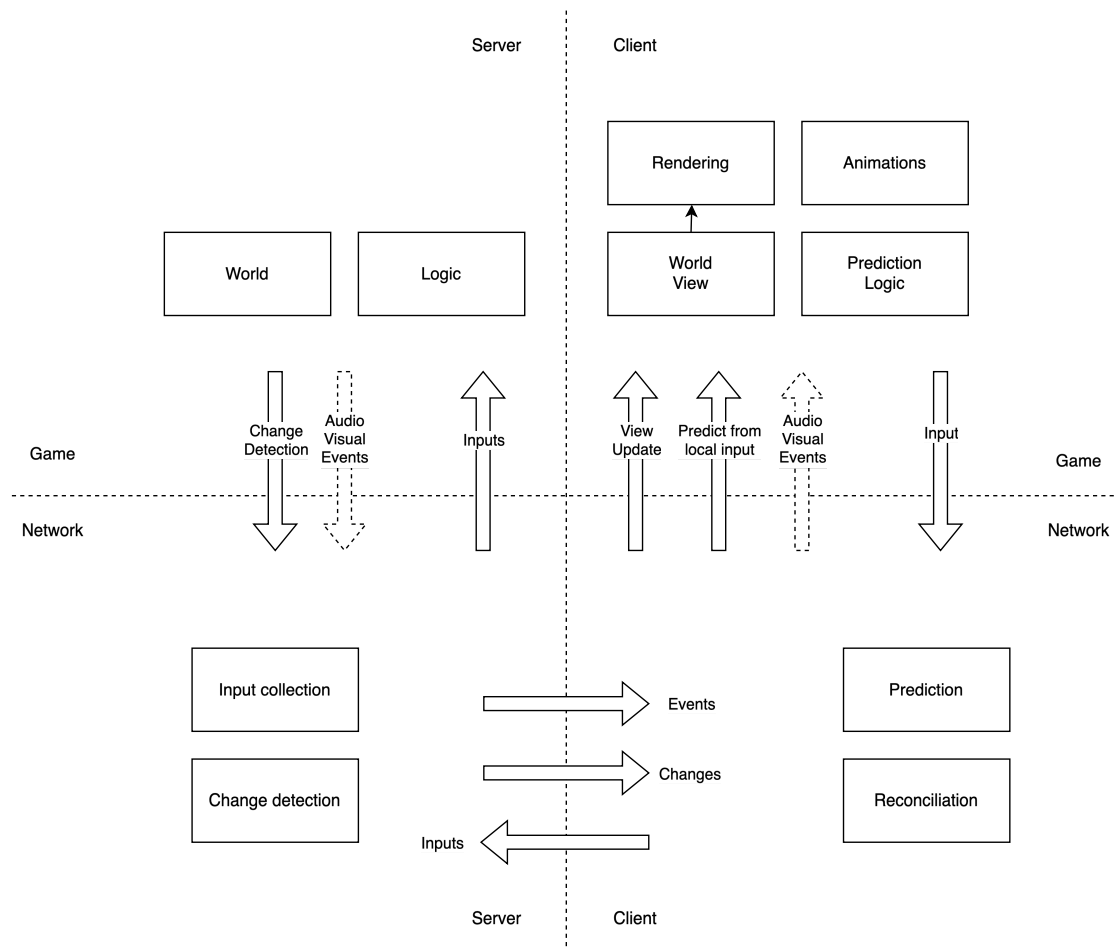 Server
Client
Rendering
Animations
World
Logic
World
View
Prediction
Logic
Change
Detection
Audio
Visual
Events
Inputs
View
Update
Predict from
local input
Audio
Visual
Events
Input
Game
Game
Network
Network
Input collection
Events
Prediction
Changes
Change detection
Reconciliation
Inputs
Server
Client